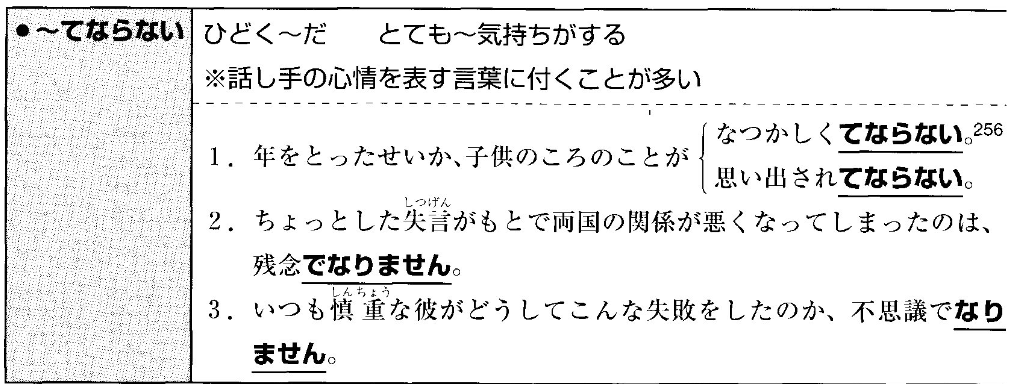 ●〜てならない
ひどく〜だ　　とても〜気持ちがする
※話し手の心情を表す言葉に付くことが多い
1．年をとったせいか、子供のころのことが
なつかしくてならない。256
思い出されてならない。
2．ちょっとした失言がもとで両国の関係が悪くなってしまったのは、
しつげん
残念でなりません。
3．いつも慎重な彼がどうしてこんな失敗をしたのか、不思議でなり
しんちょう
ません。